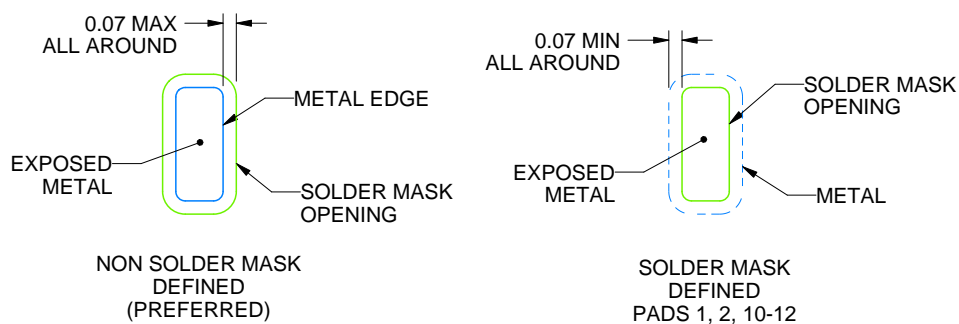 0.07 MAX
ALL AROUND
METAL EDGE
EXPOSED
METAL
SOLDER MASK
OPENING
NON SOLDER MASK
DEFINED
(PREFERRED)
0.07 MIN
ALL AROUND
SOLDER MASK
OPENING
EXPOSED
METAL
METAL
SOLDER MASK
DEFINED
PADS 1, 2, 10-12